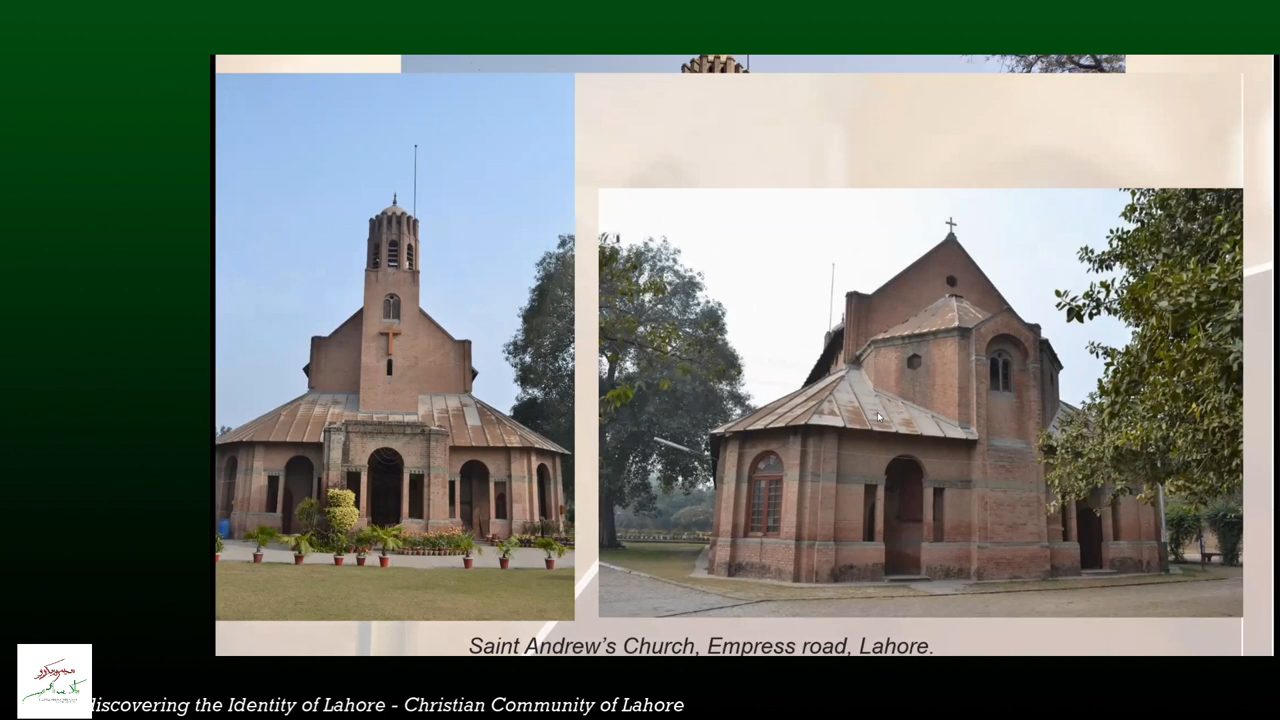 Saint Andrew's Church, Empress road, Lahore.
discovering the Identity of Lahore - Christian Community of Lahore